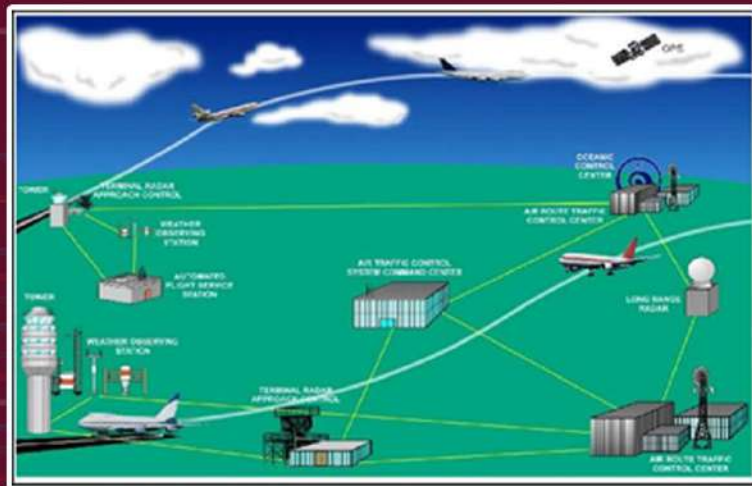 GPS
OCEANIC
CONTROL
CENTER
TOWER
TERMINAL RADAR
APPROACH CONTROL
AIR ROUTE TRAFFIC
CONTROL CENTER
WEATHER
OBSERVING
STATION
AIR TRAFFIC CONTROL
SYSTEM COMMAND CENTER
AUTOMATED
FLIGHT SERVICE
STATION
TOWER
LONG RANGE
RADAR
WEATHER OBSERVING
STATION
TERMINAL RADAR
APPROACH CONTROL
AIR ROUTE TRAFFIC
CONTROL CENTER